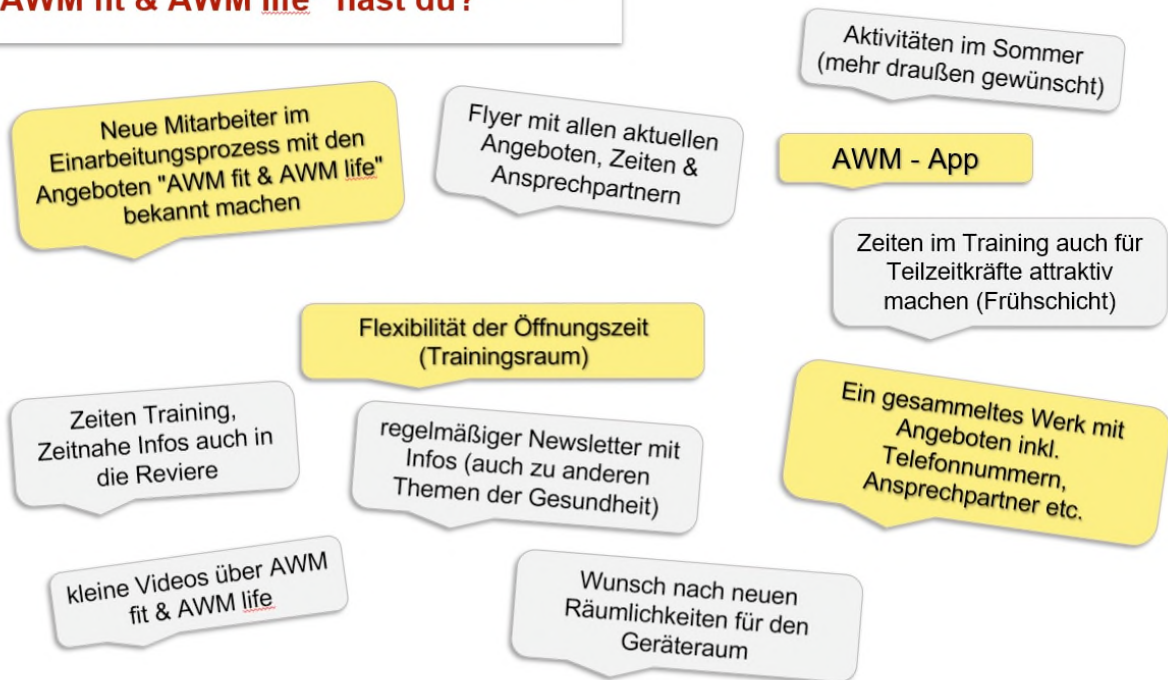 AWM fit & AWM life" hast du?
Aktivitäten im Sommer
(mehr draußen gewünscht)
Neue Mitarbeiter im
Einarbeitungsprozess mit den
Angeboten "AWM fit & AWM life"
bekannt machen
Flyer mit allen aktuellen
Angeboten, Zeiten &
Ansprechpartnern
AWM - App
Zeiten im Training auch für
Teilzeitkräfte attraktiv
machen (Frühschicht)
Flexibilität der Öffnungszeit
(Trainingsraum)
Ein gesammeltes Werk mit
Angeboten inkl.
Telefonnummern,
Ansprechpartner etc.
Zeiten Training,
Zeitnahe Infos auch in
die Reviere
regelmäßiger Newsletter mit
Infos (auch zu anderen
Themen der Gesundheit)
kleine Videos über AWM
fit & AWM life
Wunsch nach neuen
Räumlichkeiten für den
Geräteraum